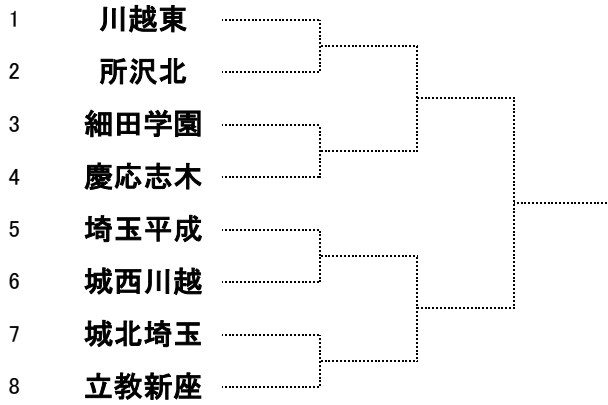 1 川越東
2 所沢北
3 細田学園
4 慶応志木
5 埼玉平成
6 城西川越
7 城北埼玉
8 立教新座